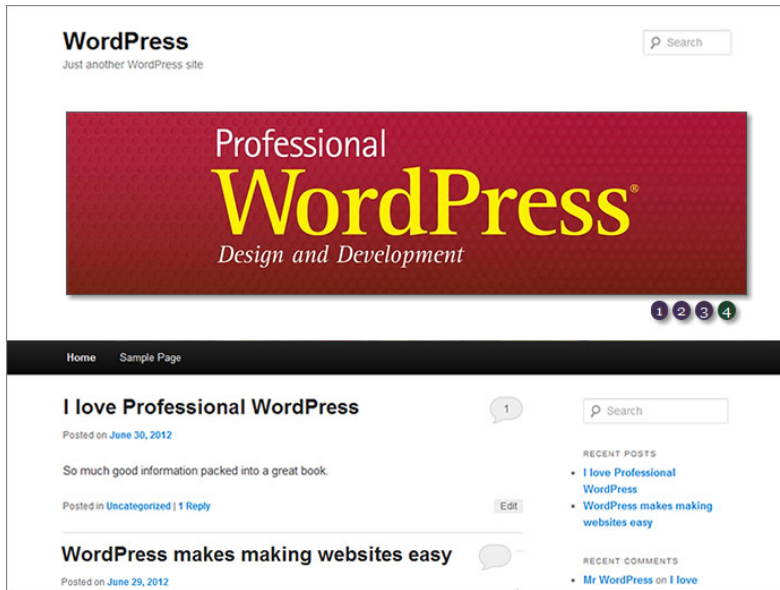 WordPress
Search
Just another WordPress site
Professional
WordPress®
Design and Development
1 2 3 4
Home Sample Page
I love Professional WordPress
1
Posted on June 30, 2012
So much good information packed into a great book.
Posted in Uncategorized | 1 Reply
Edit
WordPress makes making websites easy
Posted on June 29, 2012
Search
RECENT POSTS
• I love Professional
WordPress
• WordPress makes making
websites easy
RECENT COMMENTS
• Mr WordPress on I love